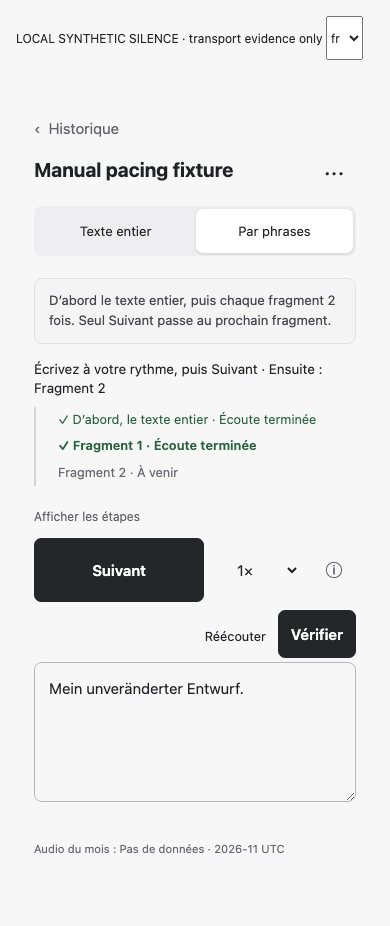 LOCAL SYNTHETIC SILENCE · transport evidence only fr
‹ Historique
Manual pacing fixture ...
Texte entier Par phrases
D'abord le texte entier, puis chaque fragment 2
fois. Seul Suivant passe au prochain fragment.
Écrivez à votre rythme, puis Suivant · Ensuite :
Fragment 2
✓ D'abord, le texte entier · Écoute terminée
✓ Fragment 1 · Écoute terminée
Fragment 2 · À venir
Afficher les étapes
Suivant 1× ⓘ
Réécouter Vérifier
Mein unveränderter Entwurf.
Audio du mois : Pas de données · 2026-11 UTC